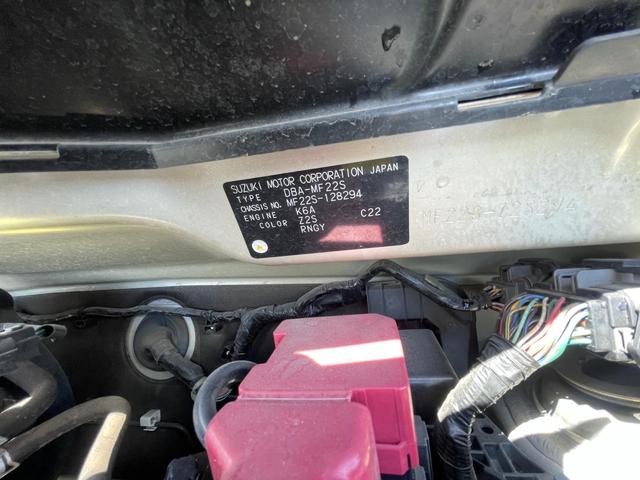 SUZUKI MOTOR CORPORATION JAPAN
TYPE DBA-MF22S
CHASSIS NO. MF22S-128294
ENGINE K6A
COLOR Z2S C22
RNGY